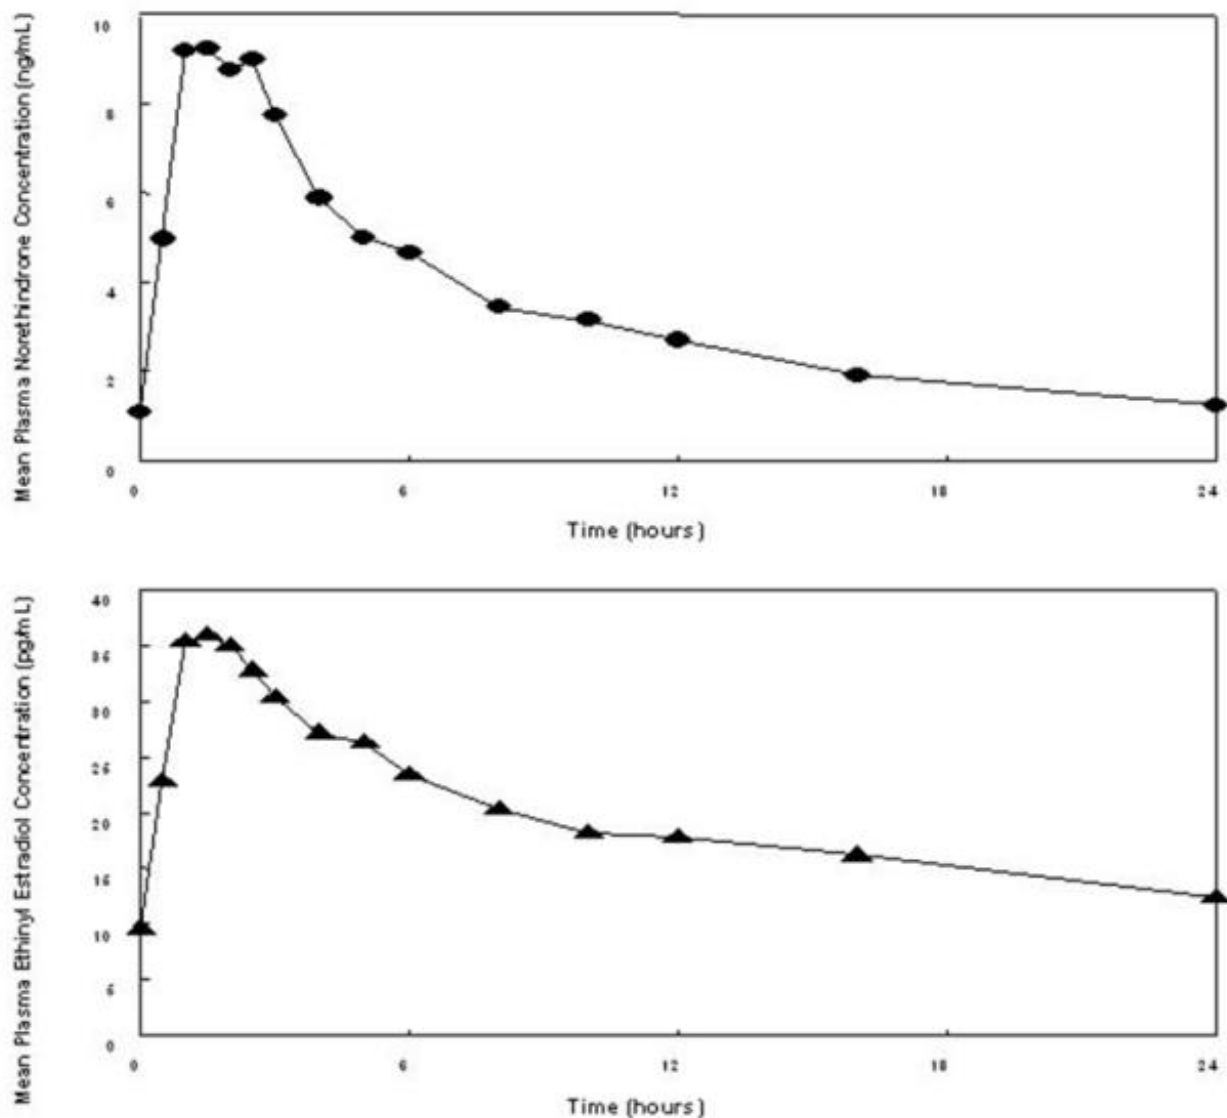 Mean Plasma Norethindrone Concentration (ng/mL)
10
8
6
4
2
0
0 6 12 18 24
Time (hours)
Mean Plasma Ethinyl Estradiol Concentration (pg/mL)
40
35
30
25
20
15
10
5
0
0 6 12 18 24
Time (hours)